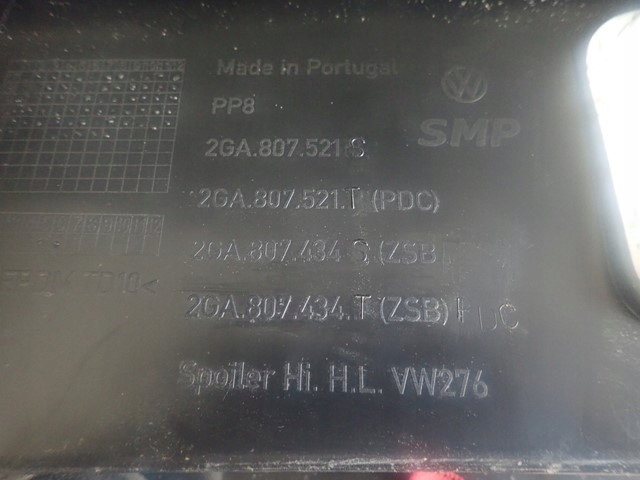 Made in Portugal
PP8
SMP
2GA.807.521 S
2GA.807.521.T (PDC)
2GA.807.434 S (ZSB
2GA.807.434.T (ZSB)
Spoiler Hi. H.L. VW276